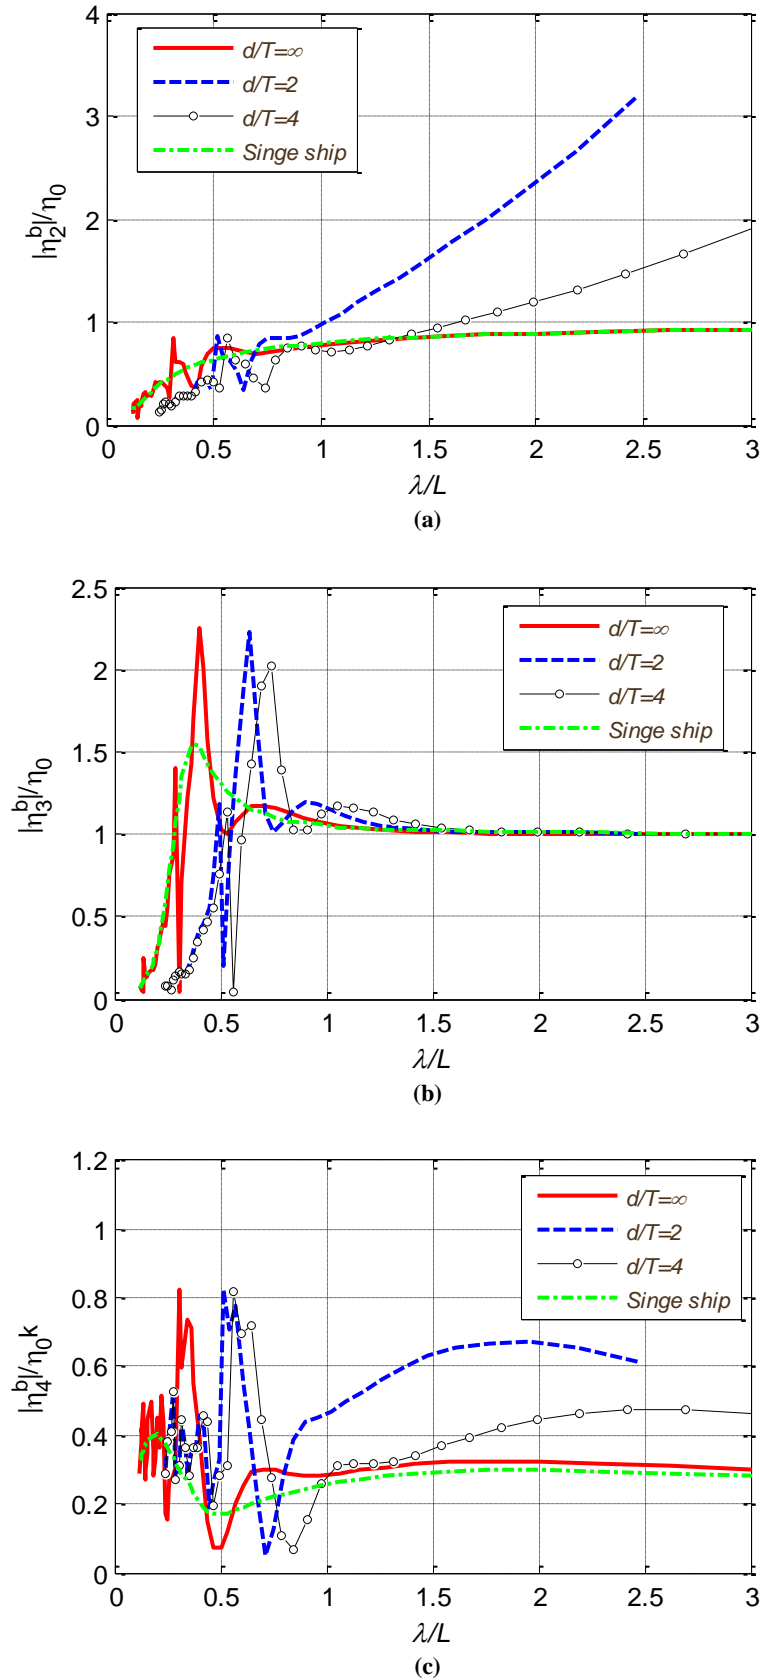 4
3
2
1
0
|η₂ᵇ|/η₀
d/T=∞
d/T=2
d/T=4
Singe ship
0 0.5 1 1.5 2 2.5 3
λ/L
(a)
2.5
2
1.5
1
0.5
0
|η₃ᵇ|/η₀
d/T=∞
d/T=2
d/T=4
Singe ship
0 0.5 1 1.5 2 2.5 3
λ/L
(b)
1.2
1
0.8
0.6
0.4
0.2
0
|η₄ᵇ|/η₀k
d/T=∞
d/T=2
d/T=4
Singe ship
0 0.5 1 1.5 2 2.5 3
λ/L
(c)